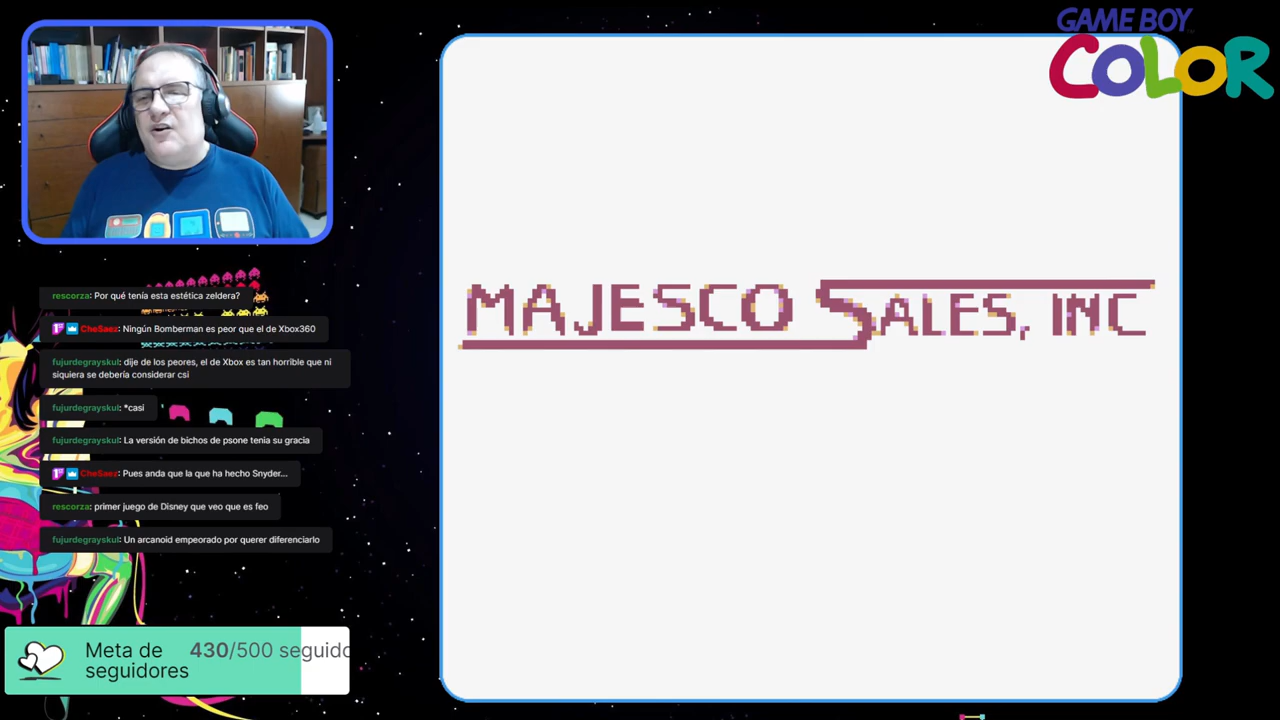 GAME BOY
COLOR
MAJESCO SALES, INC
rescorza: Por qué tenía esta estética zeldera?
CheSaez: Ningún Bomberman es peor que el de Xbox360
fujurdegrayskul: dije de los peores, el de Xbox es tan horrible que ni
siquiera se debería considerar csi
fujurdegrayskul: *casi
fujurdegrayskul: La versión de bichos de psone tenia su gracia
CheSaez: Pues anda que la que ha hecho Snyder...
rescorza: primer juego de Disney que veo que es feo
fujurdegrayskul: Un arcanoid empeorado por querer diferenciarlo
Meta de 430/500 seguido
seguidores